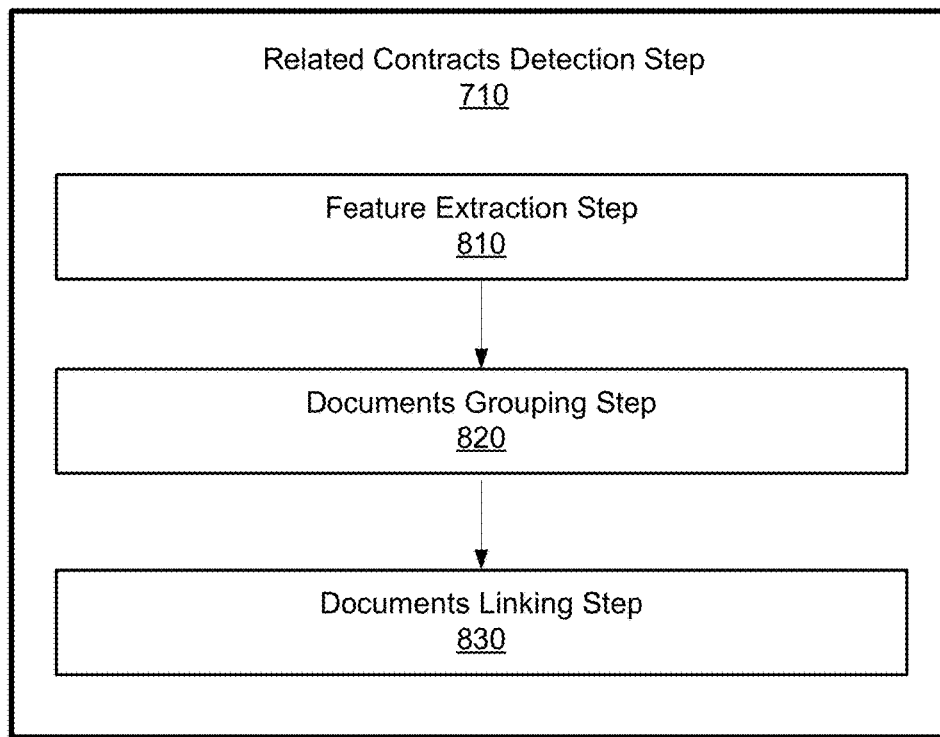 Related Contracts Detection Step
710
Feature Extraction Step
810
Documents Grouping Step
820
Documents Linking Step
830